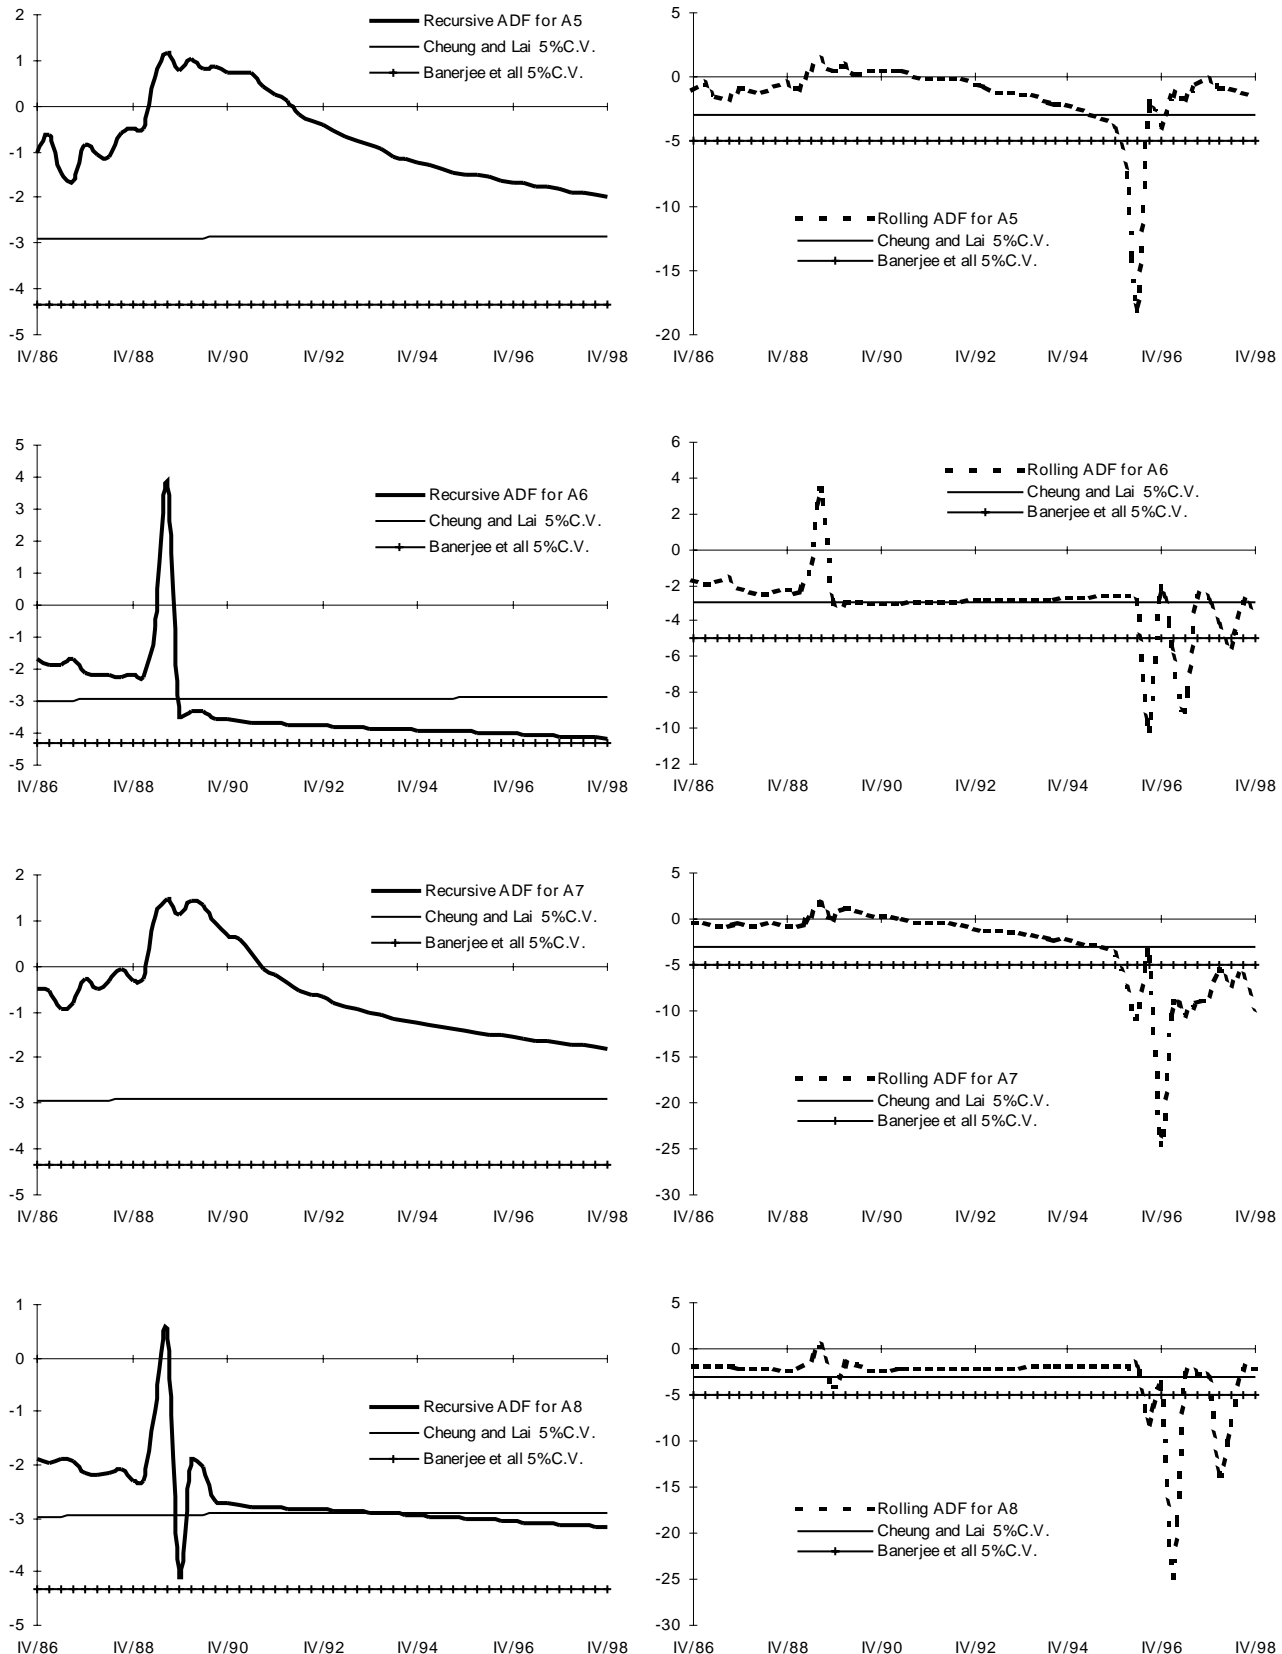 2
1
0
-1
-2
-3
-4
-5
IV/86
IV/88
IV/90
IV/92
IV/94
IV/96
IV/98
Recursive ADF for A5
Cheung and Lai 5%C.V.
Banerjee et all 5%C.V.
5
0
-5
-10
-15
-20
IV/86
IV/88
IV/90
IV/92
IV/94
IV/96
IV/98
Rolling ADF for A5
Cheung and Lai 5%C.V.
Banerjee et all 5%C.V.
5
4
3
2
1
0
-1
-2
-3
-4
-5
IV/86
IV/88
IV/90
IV/92
IV/94
IV/96
IV/98
Recursive ADF for A6
Cheung and Lai 5%C.V.
Banerjee et all 5%C.V.
6
4
2
0
-2
-4
-6
-8
-10
-12
IV/86
IV/88
IV/90
IV/92
IV/94
IV/96
IV/98
Rolling ADF for A6
Cheung and Lai 5%C.V.
Banerjee et all 5%C.V.
2
1
0
-1
-2
-3
-4
-5
IV/86
IV/88
IV/90
IV/92
IV/94
IV/96
IV/98
Recursive ADF for A7
Cheung and Lai 5%C.V.
Banerjee et all 5%C.V.
5
0
-5
-10
-15
-20
-25
-30
IV/86
IV/88
IV/90
IV/92
IV/94
IV/96
IV/98
Rolling ADF for A7
Cheung and Lai 5%C.V.
Banerjee et all 5%C.V.
1
0
-1
-2
-3
-4
-5
IV/86
IV/88
IV/90
IV/92
IV/94
IV/96
IV/98
Recursive ADF for A8
Cheung and Lai 5%C.V.
Banerjee et all 5%C.V.
5
0
-5
-10
-15
-20
-25
-30
IV/86
IV/88
IV/90
IV/92
IV/94
IV/96
IV/98
Rolling ADF for A8
Cheung and Lai 5%C.V.
Banerjee et all 5%C.V.